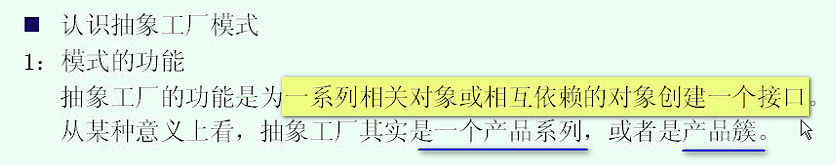 认识抽象工厂模式
1：模式的功能
抽象工厂的功能是为一系列相关对象或相互依赖的对象创建一个接口。
从某种意义上看，抽象工厂其实是一个产品系列，或者是产品簇。